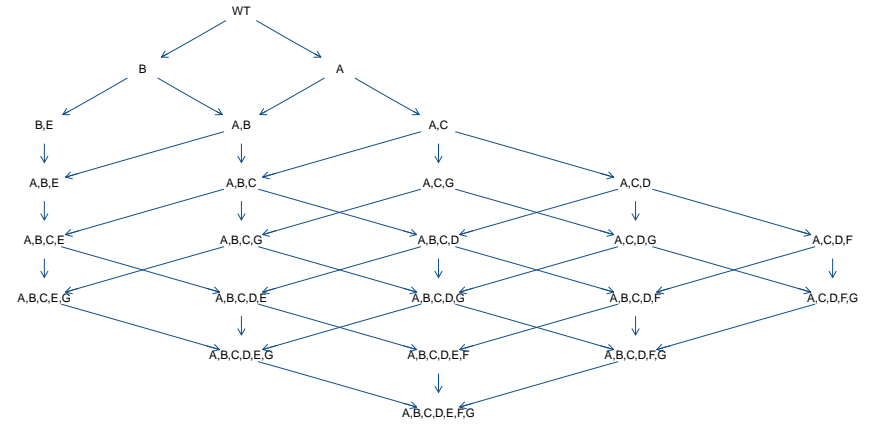 WT
B
A
B,E
A,B
A,C
A,B,E
A,B,C
A,C,G
A,C,D
A,B,C,E
A,B,C,G
A,B,C,D
A,C,D,G
A,C,D,F
A,B,C,E,G
A,B,C,D,E
A,B,C,D,G
A,B,C,D,F
A,C,D,F,G
A,B,C,D,E,G
A,B,C,D,E,F
A,B,C,D,F,G
A,B,C,D,E,F,G